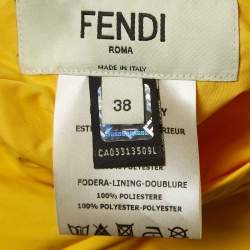 FENDI
ROMA
MADE IN ITALY
38
CA03313509L
FODERA-LINING-DOUBLURE
100% POLIESTERE
100% POLYESTER-POLYESTER